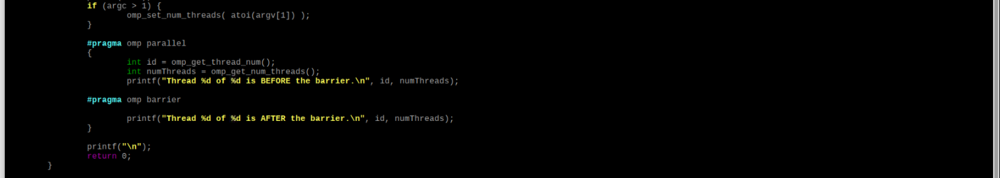 if (argc > 1) {
omp_set_num_threads( atoi(argv[1]) );
}
#pragma omp parallel
{
int id = omp_get_thread_num();
int numThreads = omp_get_num_threads();
printf("Thread %d of %d is BEFORE the barrier.\n", id, numThreads);
#pragma omp barrier
printf("Thread %d of %d is AFTER the barrier.\n", id, numThreads);
}
printf("\n");
return 0;
}